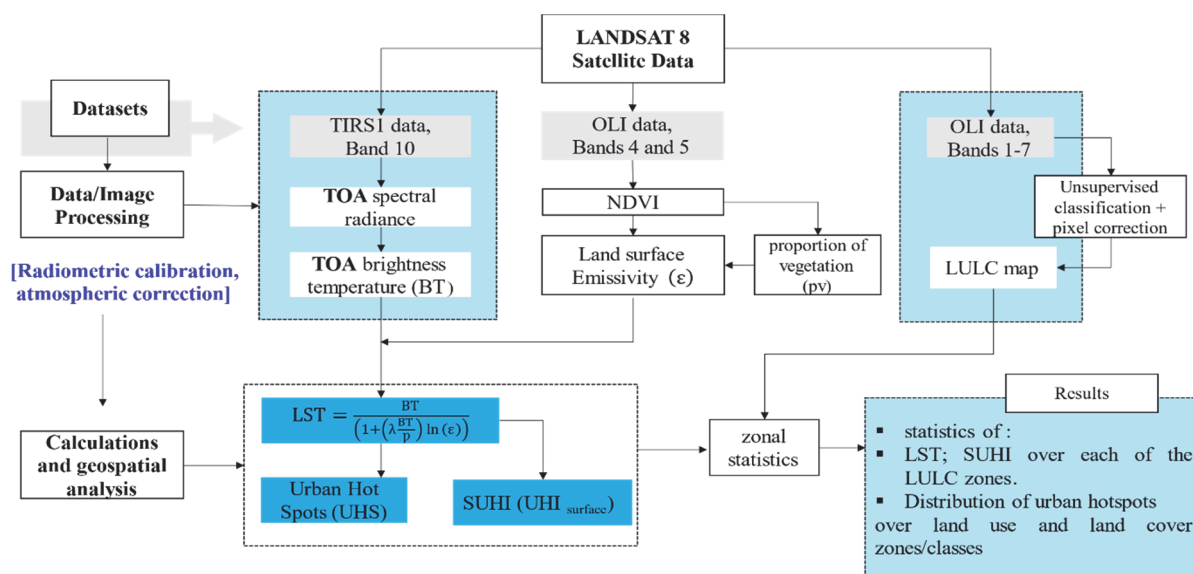 LANDSAT 8
Satellite Data
Datasets
Data/Image
Processing
[Radiometric calibration,
atmospheric correction]
Calculations
and geospatial
analysis
TIRS1 data,
Band 10
TOA spectral
radiance
TOA brightness
temperature (BT)
OLI data,
Bands 4 and 5
NDVI
Land surface
Emissivity (ε)
proportion of
vegetation
(pv)
OLI data,
Bands 1-7
Unsupervised
classification +
pixel correction
LULC map
LST = BT / (1+(λ BT/p) ln (ε))
Urban Hot
Spots (UHS)
SUHI (UHI surface)
zonal
statistics
Results
▪ statistics of :
▪ LST; SUHI over each of the
LULC zones.
▪ Distribution of urban hotspots
over land use and land cover
zones/classes